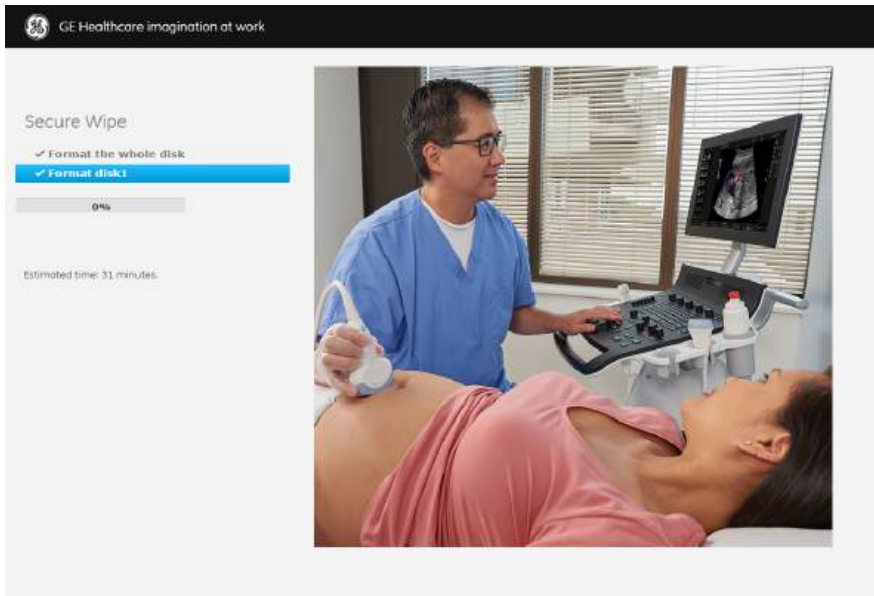 GE Healthcare imagination at work
Secure Wipe
✓ Format the whole disk
✓ Format disk1
0%
Estimated time: 31 minutes.